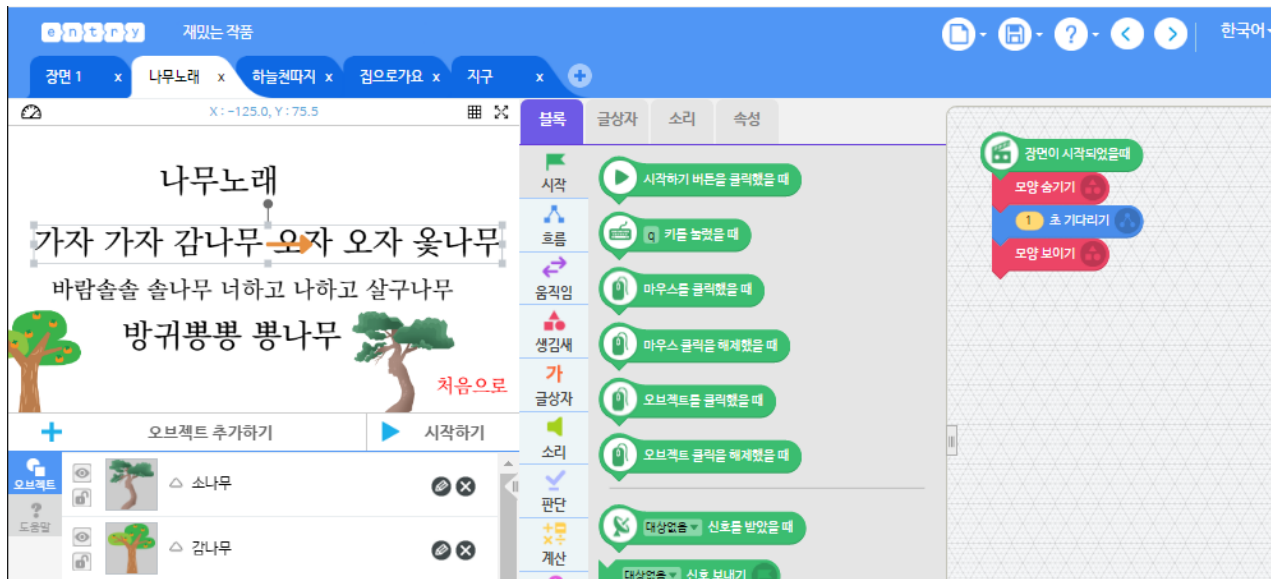 entry 재밌는 작품 한국어
장면 1 x 나무노래 x 하늘천따지 x 집으로가요 x 지구 x
X : -125.0, Y : 75.5
블록 글상자 소리 속성
나무노래
가자 가자 감나무 오자 오자 옻나무
바람솔솔 솔나무 너하고 나하고 살구나무
방귀뽕뽕 뽕나무
처음으로
오브젝트 추가하기 시작하기
오브젝트
도움말
소나무
감나무
시작
흐름
움직임
생김새
글상자
소리
판단
계산
시작하기 버튼을 클릭했을 때
q 키를 눌렀을 때
마우스를 클릭했을 때
마우스 클릭을 해제했을 때
오브젝트를 클릭했을 때
오브젝트 클릭을 해제했을 때
대상없음 신호를 받았을 때
대상없음 신호 보내기
장면이 시작되었을때
모양 숨기기
1 초 기다리기
모양 보이기